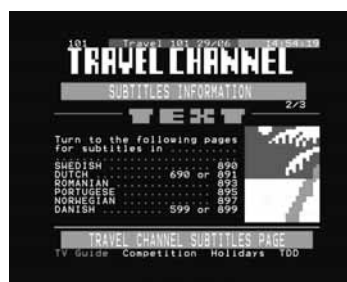 101 Travel 101 29/06 14:54:19
TRAVEL CHANNEL
SUBTITLES INFORMATION
2/3
TEXT
Turn to the following pages
for subtitles in
SWEDISH ............ 890
DUTCH ........ 690 or 891
ROMANIAN ........... 893
PORTUGESE .......... 895
NORWEGIAN .......... 897
DANISH ....... 599 or 899
TRAVEL CHANNEL SUBTITLES PAGE
TV Guide Competition Holidays TDD